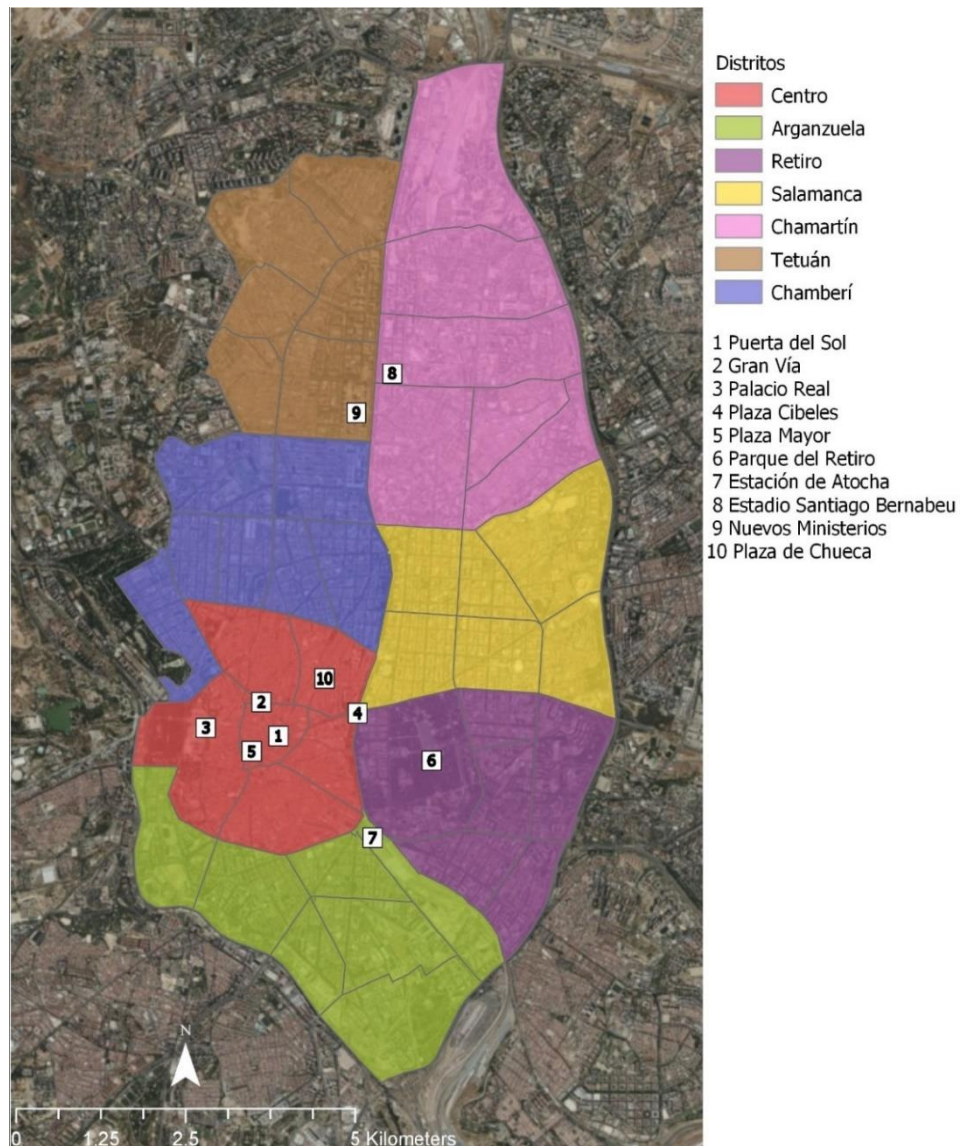 Distritos
Centro
Arganzuela
Retiro
Salamanca
Chamartín
Tetuán
Chamberí
1 Puerta del Sol
2 Gran Vía
3 Palacio Real
4 Plaza Cibeles
5 Plaza Mayor
6 Parque del Retiro
7 Estación de Atocha
8 Estadio Santiago Bernabeu
9 Nuevos Ministerios
10 Plaza de Chueca
8
9
10
2
4
3
1
5
6
7
N
0 1.25 2.5 5 Kilometers